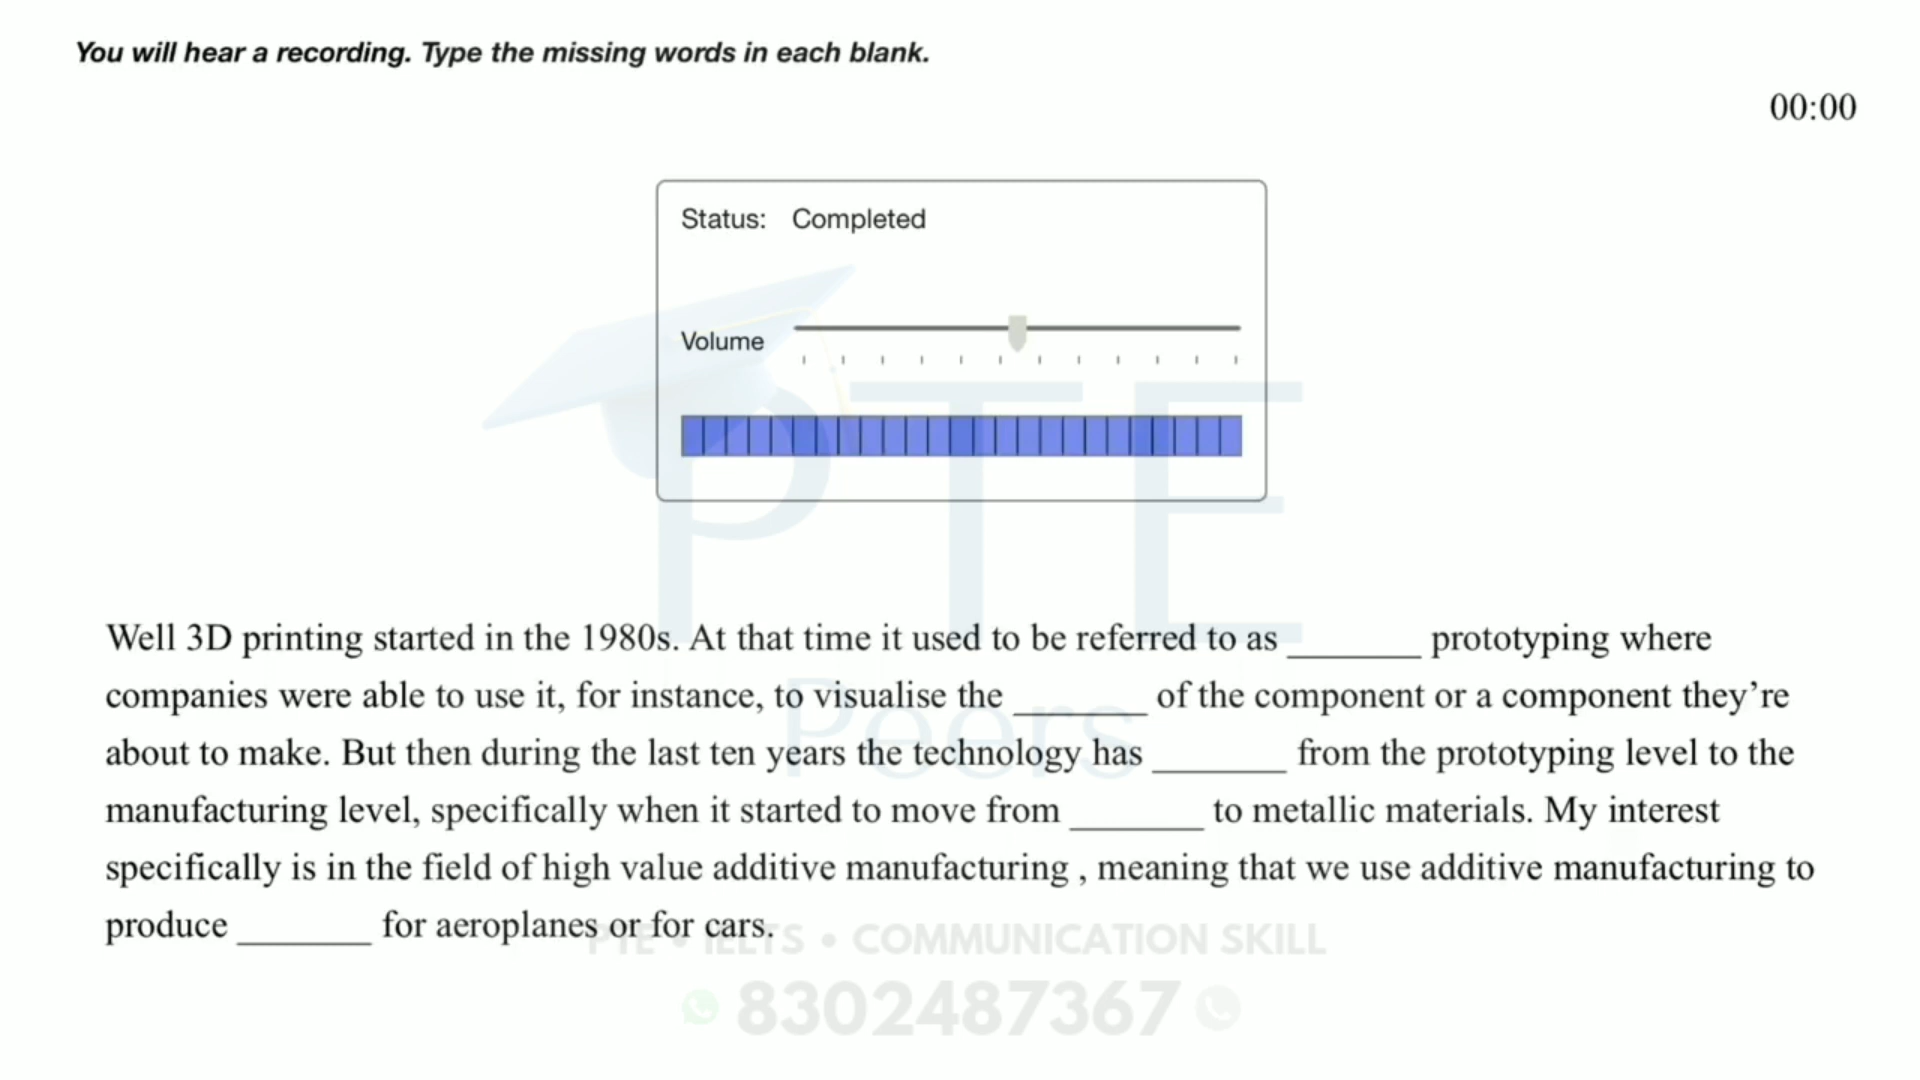 You will hear a recording. Type the missing words in each blank.
00:00
Status: Completed
Volume
PTE
Peers
Well 3D printing started in the 1980s. At that time it used to be referred to as _______ prototyping where
companies were able to use it, for instance, to visualise the _______ of the component or a component they’re
about to make. But then during the last ten years the technology has _______ from the prototyping level to the
manufacturing level, specifically when it started to move from _______ to metallic materials. My interest
specifically is in the field of high value additive manufacturing , meaning that we use additive manufacturing to
produce _______ for aeroplanes or for cars.
PTE • IELTS • COMMUNICATION SKILL
8302487367